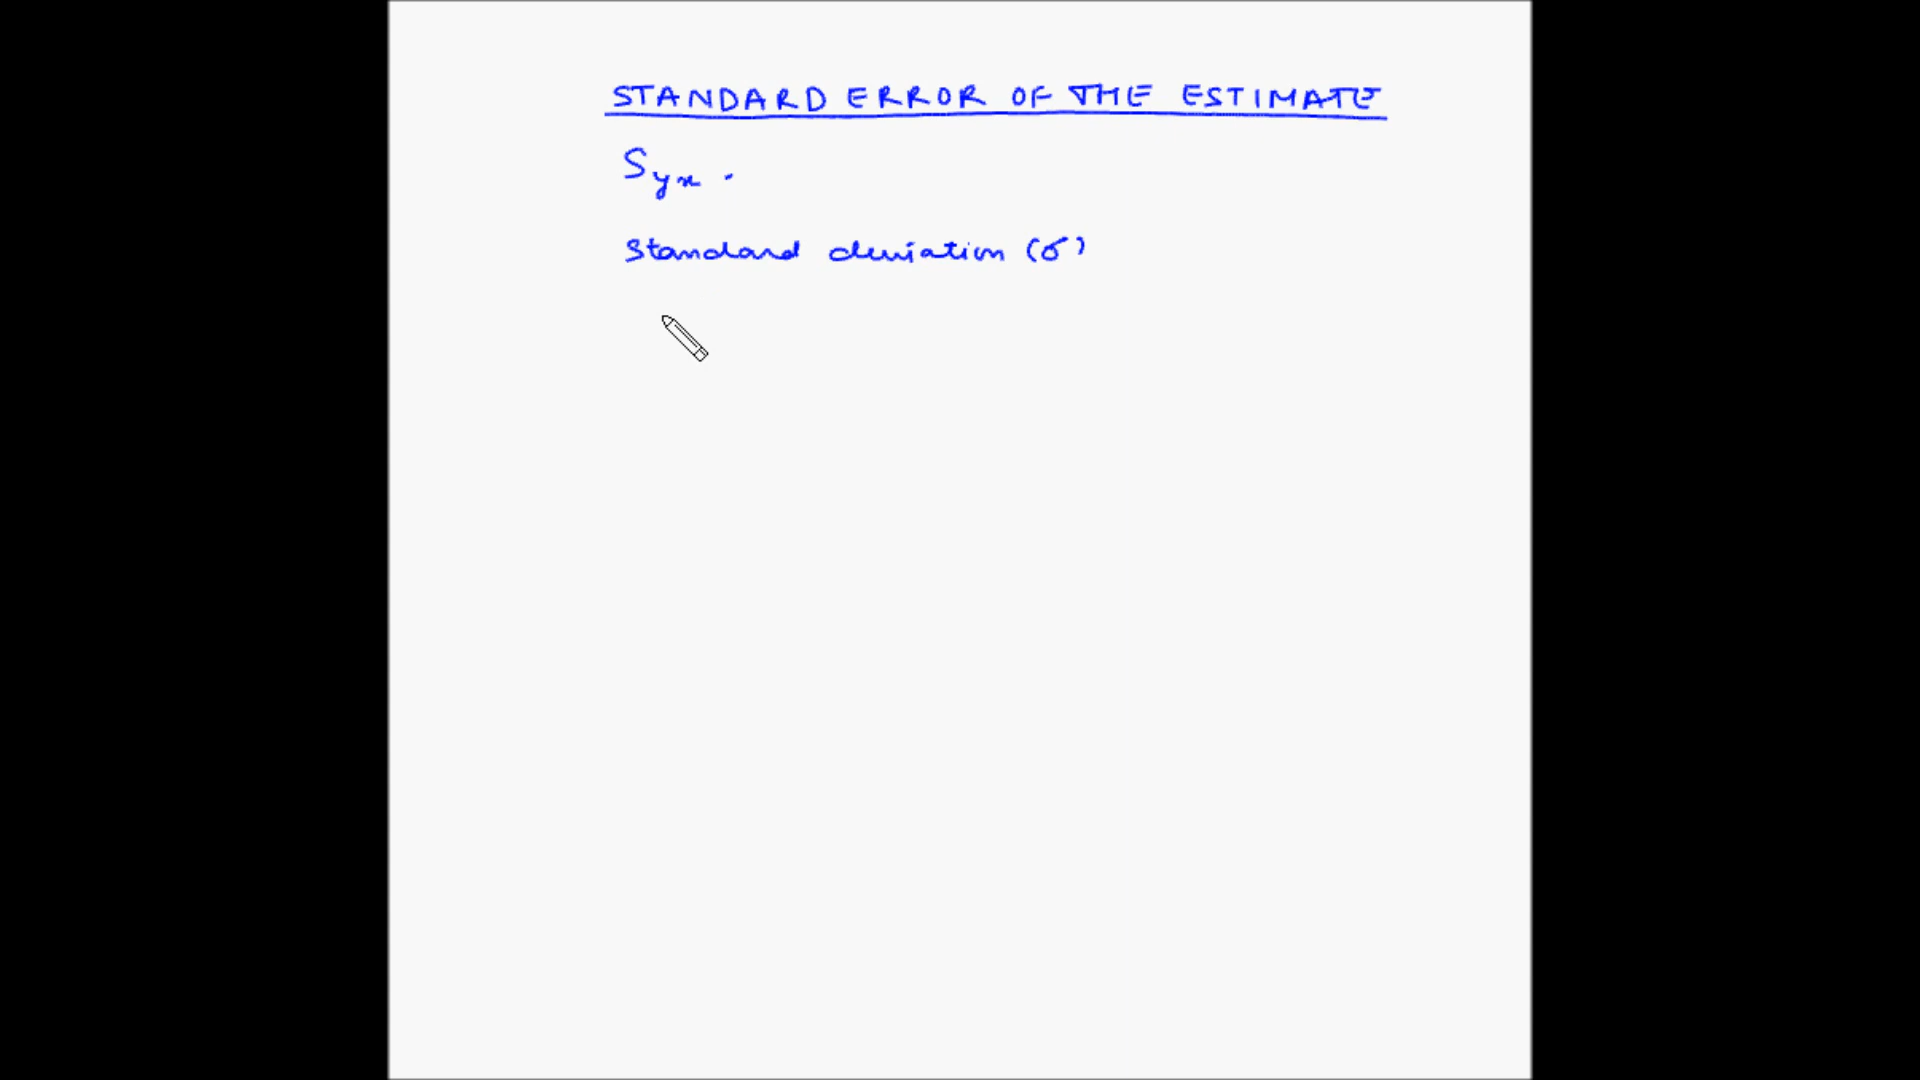 STANDARD ERROR OF THE ESTIMATE
Syx .
Standard deviation (σ)